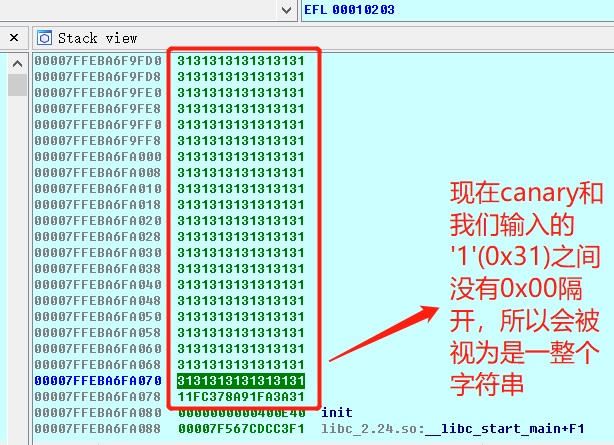 EFL 00010203
Stack view
00007FFEBA6F9FD0 3131313131313131
00007FFEBA6F9FD8 3131313131313131
00007FFEBA6F9FE0 3131313131313131
00007FFEBA6F9FE8 3131313131313131
00007FFEBA6F9FF0 3131313131313131
00007FFEBA6F9FF8 3131313131313131
00007FFEBA6FA000 3131313131313131
00007FFEBA6FA008 3131313131313131
00007FFEBA6FA010 3131313131313131
00007FFEBA6FA018 3131313131313131
00007FFEBA6FA020 3131313131313131
00007FFEBA6FA028 3131313131313131
00007FFEBA6FA030 3131313131313131
00007FFEBA6FA038 3131313131313131
00007FFEBA6FA040 3131313131313131
00007FFEBA6FA048 3131313131313131
00007FFEBA6FA050 3131313131313131
00007FFEBA6FA058 3131313131313131
00007FFEBA6FA060 3131313131313131
00007FFEBA6FA068 3131313131313131
00007FFEBA6FA070 3131313131313131
00007FFEBA6FA078 11FC378A91FA3A31
00007FFEBA6FA080 0000000000400E40 init
00007FFEBA6FA088 00007F567CDCC3F1 libc_2.24.so:__libc_start_main+F1
现在canary和
我们输入的
'1'(0x31)之间
没有0x00隔
开，所以会被
视为是一整个
字符串